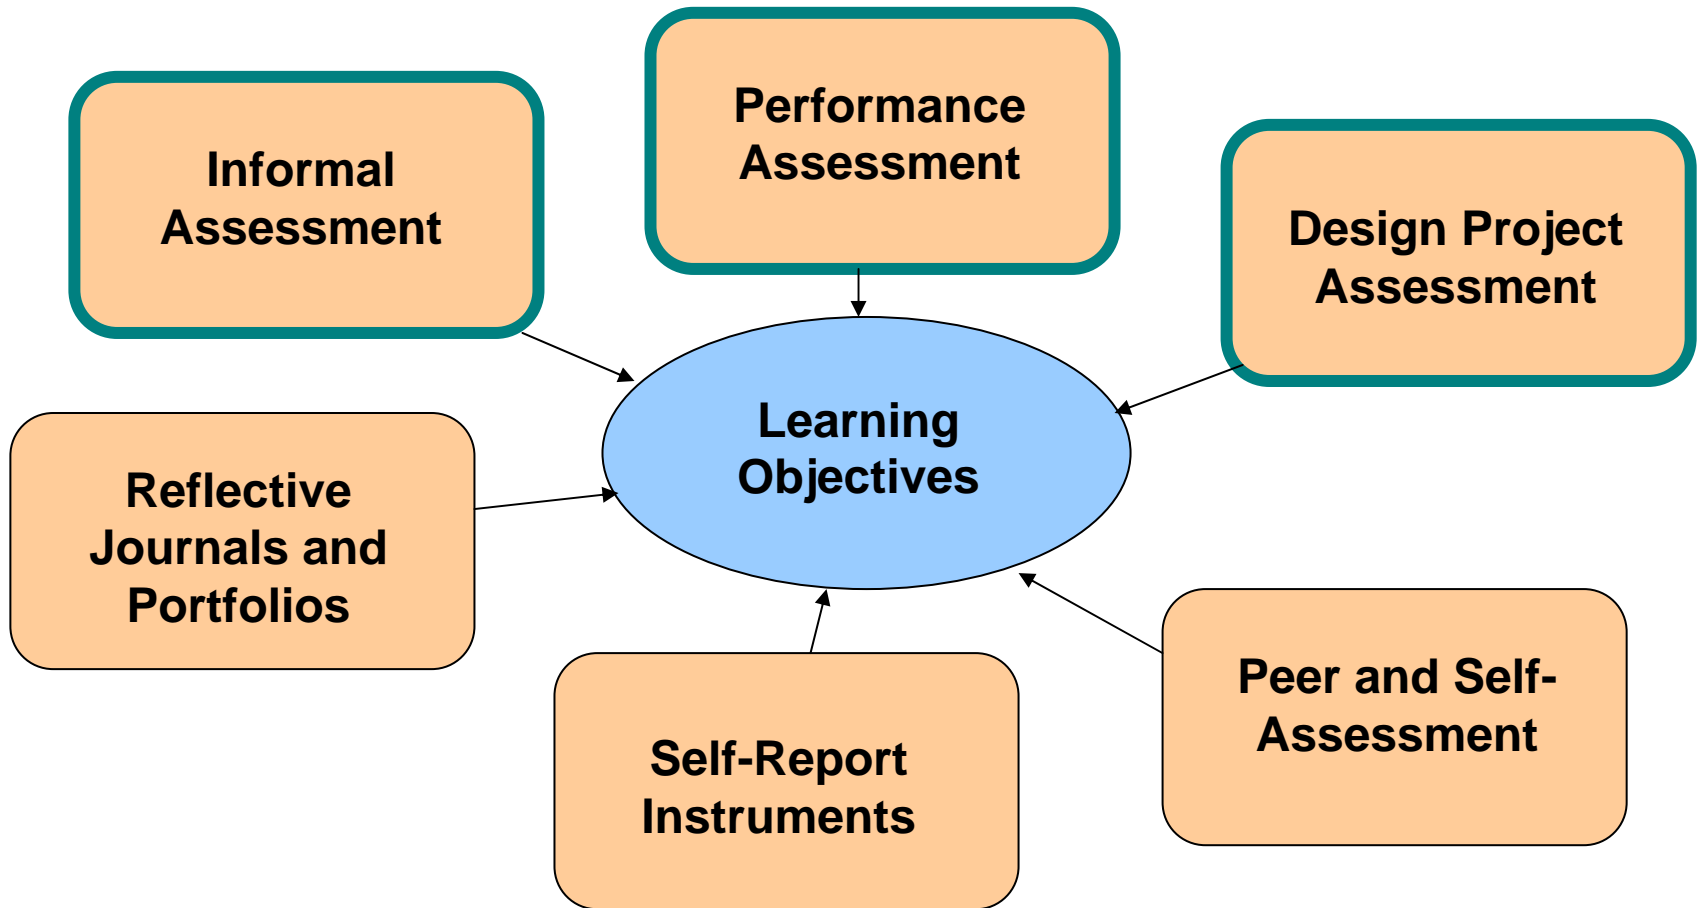 Performance
Assessment
Informal
Assessment
Design Project
Assessment
Learning
Objectives
Reflective
Journals and
Portfolios
Peer and Self-
Assessment
Self-Report
Instruments